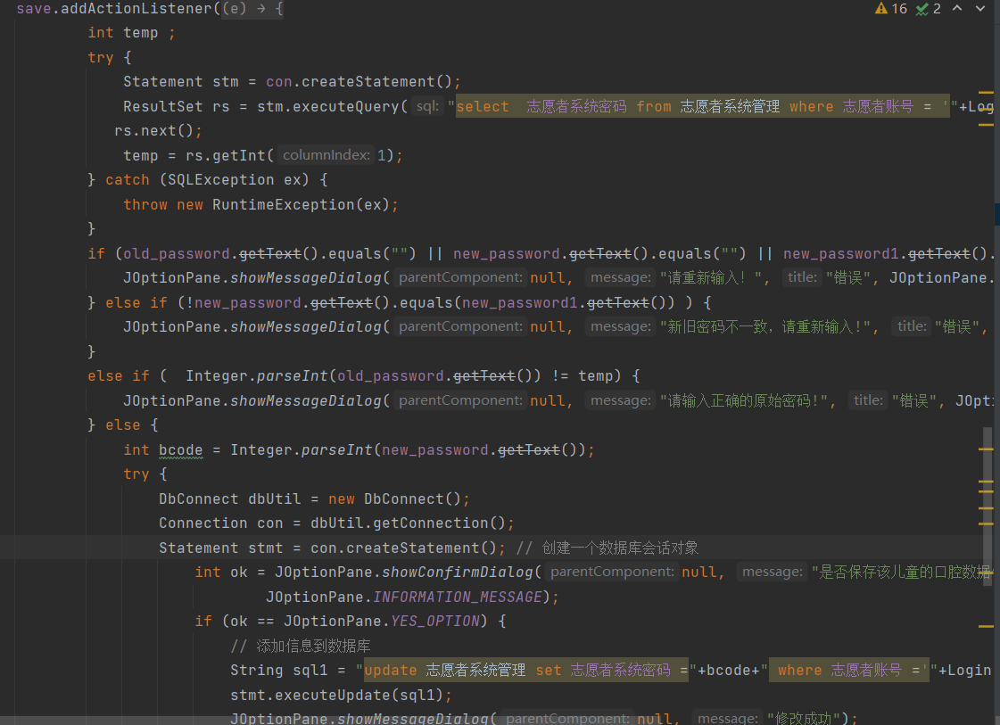 save.addActionListener((e) → {
⚠ 16 ✓ 2
int temp ;
try {
Statement stm = con.createStatement();
ResultSet rs = stm.executeQuery( sql: "select  志愿者系统密码 from 志愿者系统管理 where 志愿者账号 = '"+Log
rs.next();
temp = rs.getInt( columnIndex: 1);
} catch (SQLException ex) {
throw new RuntimeException(ex);
}
if (old_password.getText().equals("") || new_password.getText().equals("") || new_password1.getText().
JOptionPane.showMessageDialog( parentComponent: null, message: "请重新输入! ", title: "错误", JOptionPane.
} else if (!new_password.getText().equals(new_password1.getText()) ) {
JOptionPane.showMessageDialog( parentComponent: null, message: "新旧密码不一致，请重新输入!", title: "错误",
}
else if (  Integer.parseInt(old_password.getText()) != temp) {
JOptionPane.showMessageDialog( parentComponent: null, message: "请输入正确的原始密码!", title: "错误", JOpti
} else {
int bcode = Integer.parseInt(new_password.getText());
try {
DbConnect dbUtil = new DbConnect();
Connection con = dbUtil.getConnection();
Statement stmt = con.createStatement(); // 创建一个数据库会话对象
int ok = JOptionPane.showConfirmDialog( parentComponent: null, message: "是否保存该儿童的口腔数据
JOptionPane.INFORMATION_MESSAGE);
if (ok == JOptionPane.YES_OPTION) {
// 添加信息到数据库
String sql1 = "update 志愿者系统管理 set 志愿者系统密码 ="+bcode+" where 志愿者账号 ='"+Login
stmt.executeUpdate(sql1);
JOptionPane.showMessageDialog( parentComponent: null, message: "修改成功");